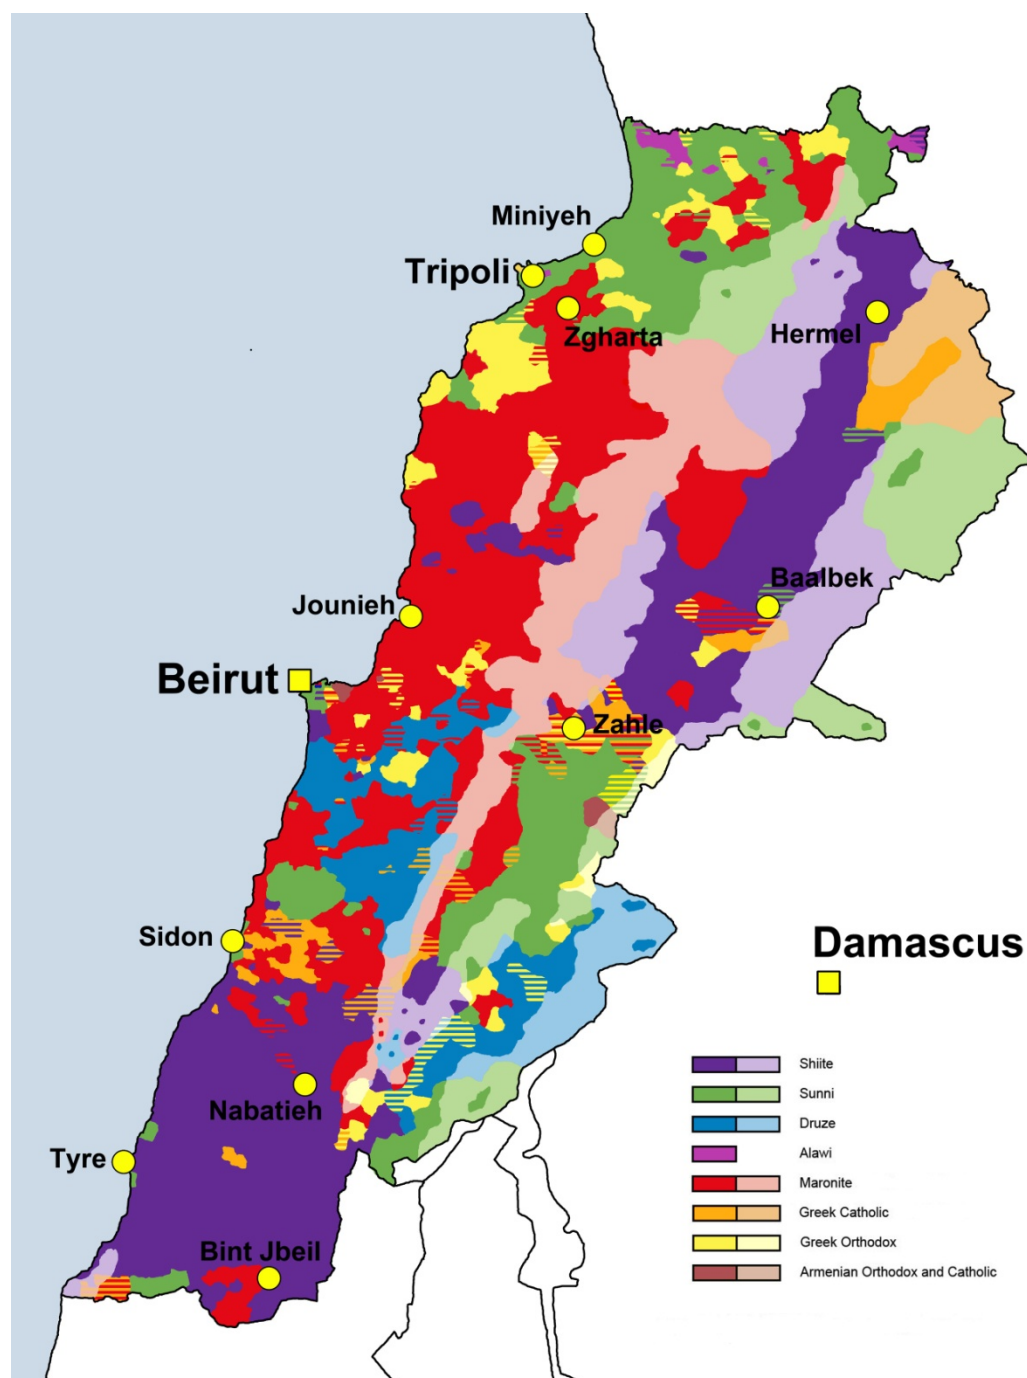 Miniyeh
Tripoli
Zgharta
Hermel
Baalbek
Jounieh
Beirut
Zahle
Sidon
Damascus
Nabatieh
Tyre
Bint Jbeil
Shiite
Sunni
Druze
Alawi
Maronite
Greek Catholic
Greek Orthodox
Armenian Orthodox and Catholic